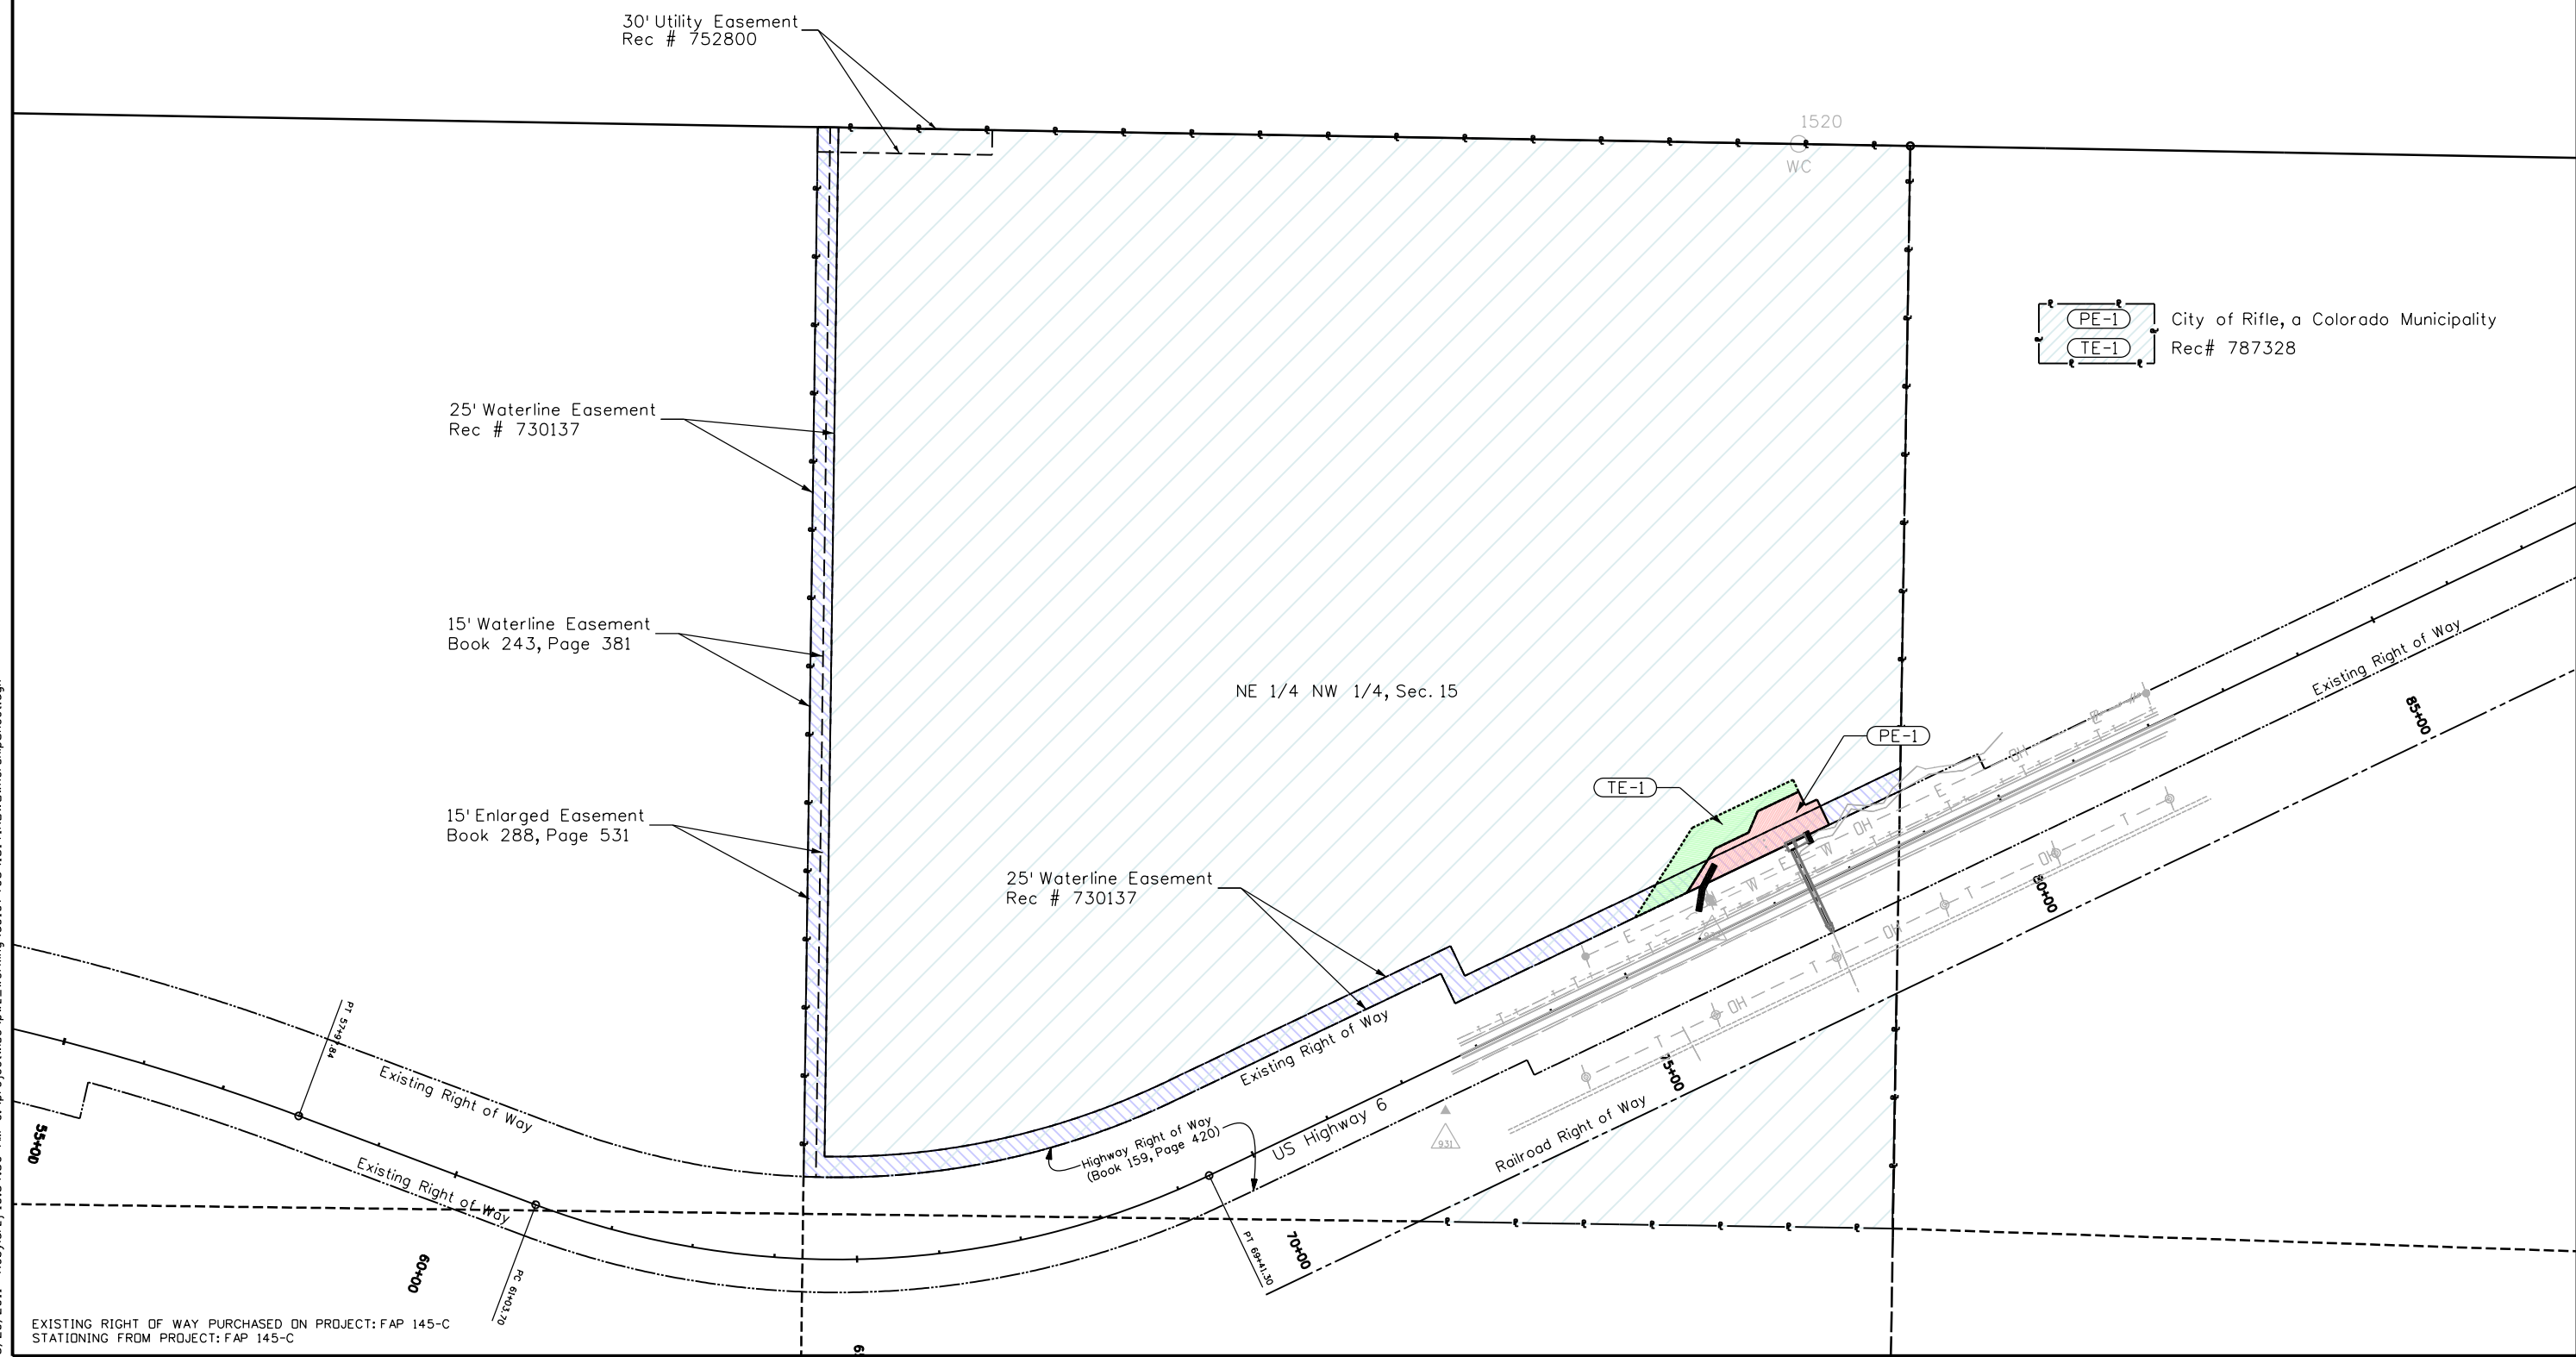 30' Utility Easement
Rec # 752800
1520
WC
PE-1
City of Rifle, a Colorado Municipality
TE-1
Rec# 787328
25' Waterline Easement
Rec # 730137
15' Waterline Easement
Book 243, Page 381
NE 1/4 NW 1/4, Sec. 15
Existing Right of Way
85+00
PE-1
TE-1
15' Enlarged Easement
Book 288, Page 531
25' Waterline Easement
Rec # 730137
80+00
E
OH
W
T
E
OH
T
OH
T
OH
PT 57+97.84
Existing Right of Way
Existing Right of Way
75+00
US Highway 6
931
Railroad Right of Way
Highway Right of Way
(Book 159, Page 420)
55+00
Existing Right of Way
60+00
PC 61+03.70
PT 69+41.30
70+00
EXISTING RIGHT OF WAY PURCHASED ON PROJECT: FAP 145-C
STATIONING FROM PROJECT: FAP 145-C